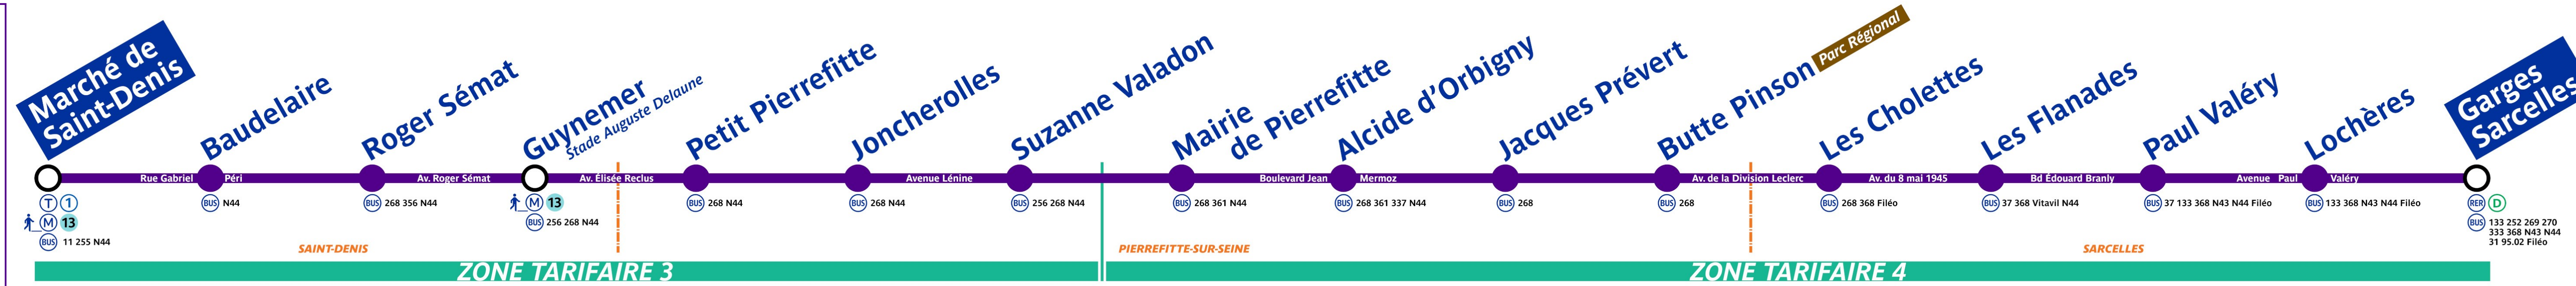 Marché de
Saint-Denis
Baudelaire
Roger Sémat
Guynemer
Stade Auguste Delaune
Petit Pierrefitte
Joncherolles
Suzanne Valadon
Mairie
de Pierrefitte
Alcide d'Orbigny
Jacques Prévert
Butte Pinson
Parc Régional
Les Cholettes
Les Flanades
Paul Valéry
Lochères
Garges
Sarcelles
Rue Gabriel Péri
Av. Roger Sémat
Av. Élisée Reclus
Avenue Lénine
Boulevard Jean Mermoz
Av. de la Division Leclerc
Av. du 8 mai 1945
Bd Édouard Branly
Avenue Paul Valéry
T 1
M 13
BUS 11 255 N44
BUS N44
BUS 268 356 N44
M 13
BUS 256 268 N44
BUS 268 N44
BUS 268 N44
BUS 256 268 N44
BUS 268 361 N44
BUS 268 361 337 N44
BUS 268
BUS 268
BUS 268 368 Filéo
BUS 37 368 Vitavil N44
BUS 37 133 368 N43 N44 Filéo
BUS 133 368 N43 N44 Filéo
RER D
BUS 133 252 269 270
333 368 N43 N44
31 95.02 Filéo
SAINT-DENIS
PIERREFITTE-SUR-SEINE
SARCELLES
ZONE TARIFAIRE 3
ZONE TARIFAIRE 4